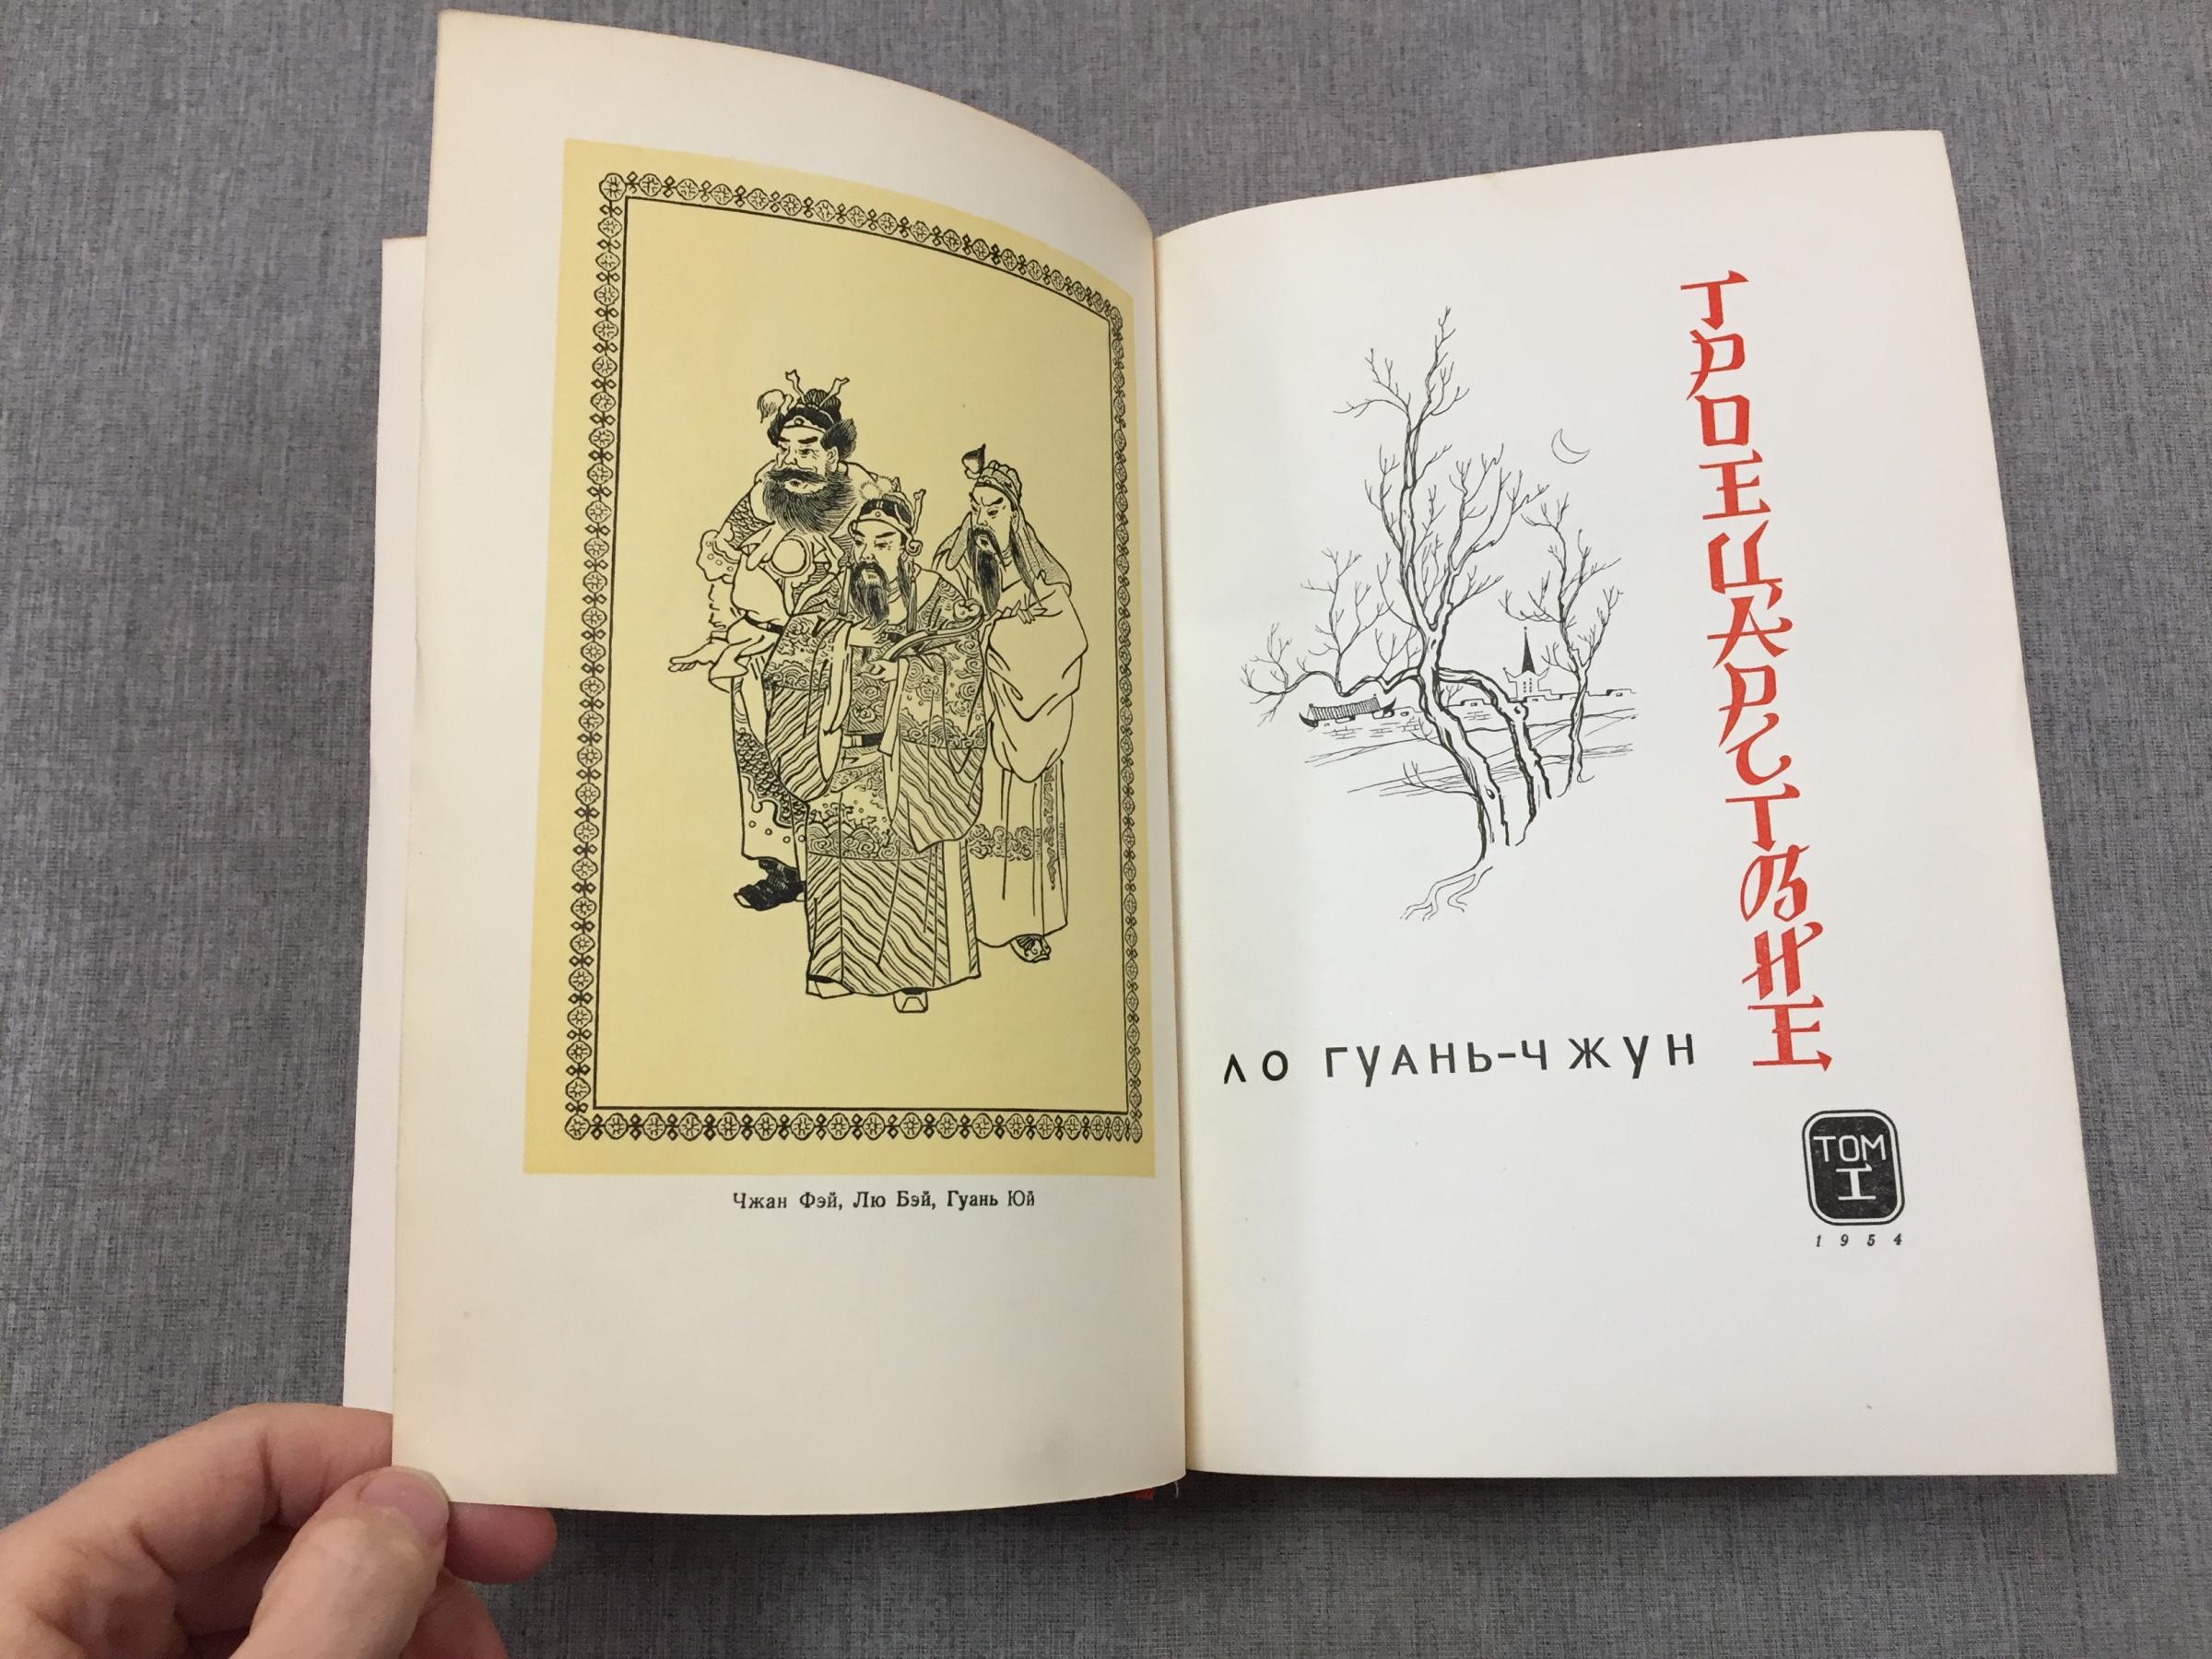 Чжан Фэй, Лю Бэй, Гуань Юй
ТРОЕЦАРСТВИЕ
ЛО ГУАНЬ-ЧЖУН
ТОМ
I
1954